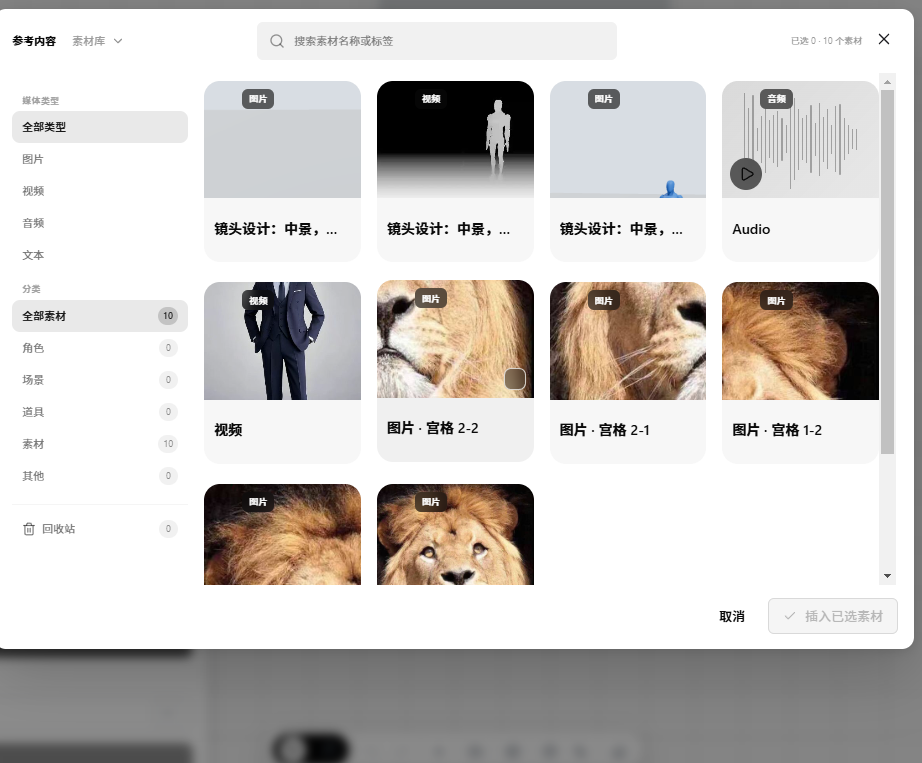 参考内容 素材库 搜索素材名称或标签 已选 0 · 10 个素材
媒体类型
全部类型
图片
视频
音频
文本
分类
全部素材 10
角色 0
场景 0
道具 0
素材 10
其他 0
回收站 0
图片 视频 图片 音频
镜头设计：中景，... 镜头设计：中景，... 镜头设计：中景，... Audio
视频 图片 图片 图片
视频 图片 · 宫格 2-2 图片 · 宫格 2-1 图片 · 宫格 1-2
图片 图片
取消 插入已选素材